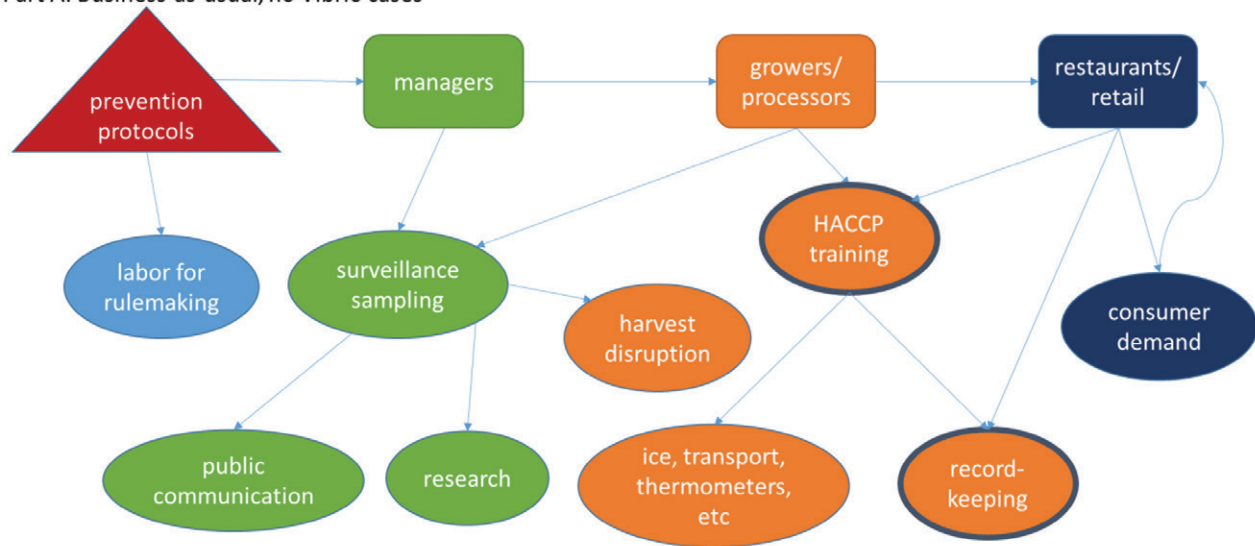 Part A: Business-as-usual, no Vibrio cases
prevention
protocols
managers
growers/
processors
restaurants/
retail
labor for
rulemaking
surveillance
sampling
harvest
disruption
HACCP
training
consumer
demand
public
communication
research
ice, transport,
thermometers,
etc
record-
keeping